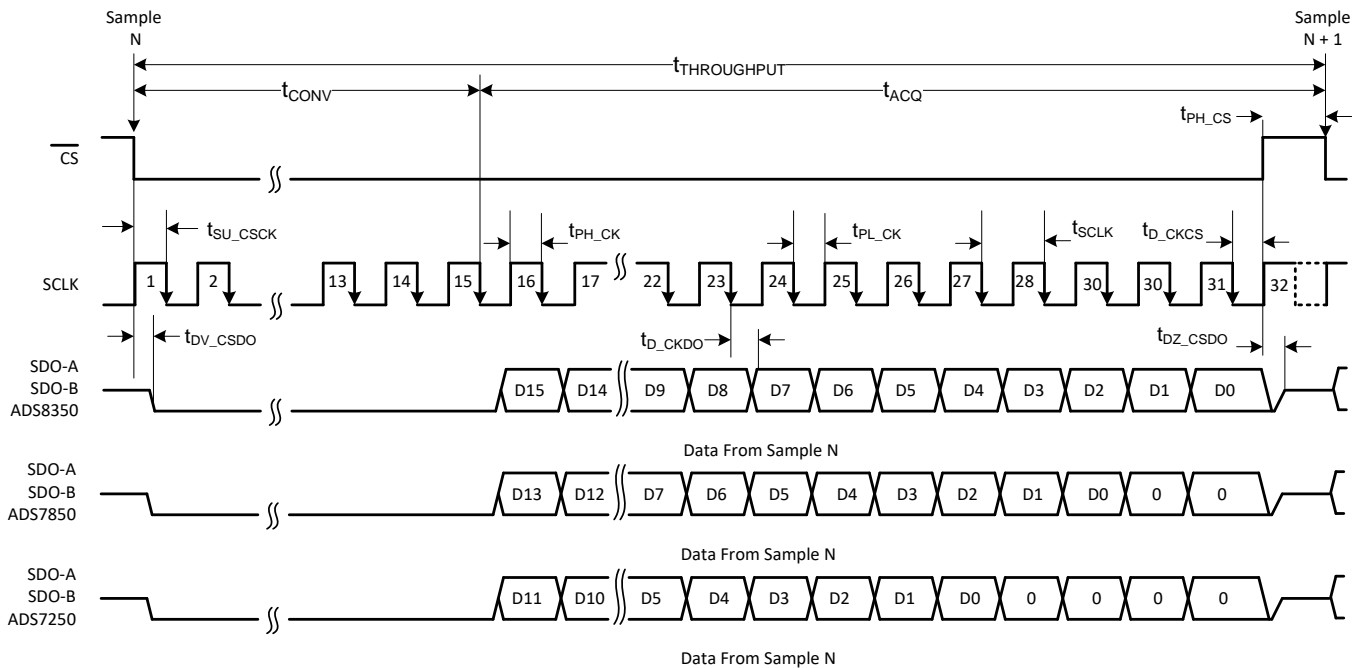 Sample
N
Sample
N + 1
tTHROUGHPUT
tCONV
tACQ
tPH_CS
CS
tSU_CSCK
tPH_CK
tPL_CK
tSCLK
tD_CKCS
SCLK
1 2 13 14 15 16 17 22 23 24 25 26 27 28 30 30 31 32
tDV_CSDO
tD_CKDO
tDZ_CSDO
SDO-A
SDO-B
ADS8350
D15 D14 D9 D8 D7 D6 D5 D4 D3 D2 D1 D0
Data From Sample N
SDO-A
SDO-B
ADS7850
D13 D12 D7 D6 D5 D4 D3 D2 D1 D0 0 0
Data From Sample N
SDO-A
SDO-B
ADS7250
D11 D10 D5 D4 D3 D2 D1 D0 0 0 0 0
Data From Sample N